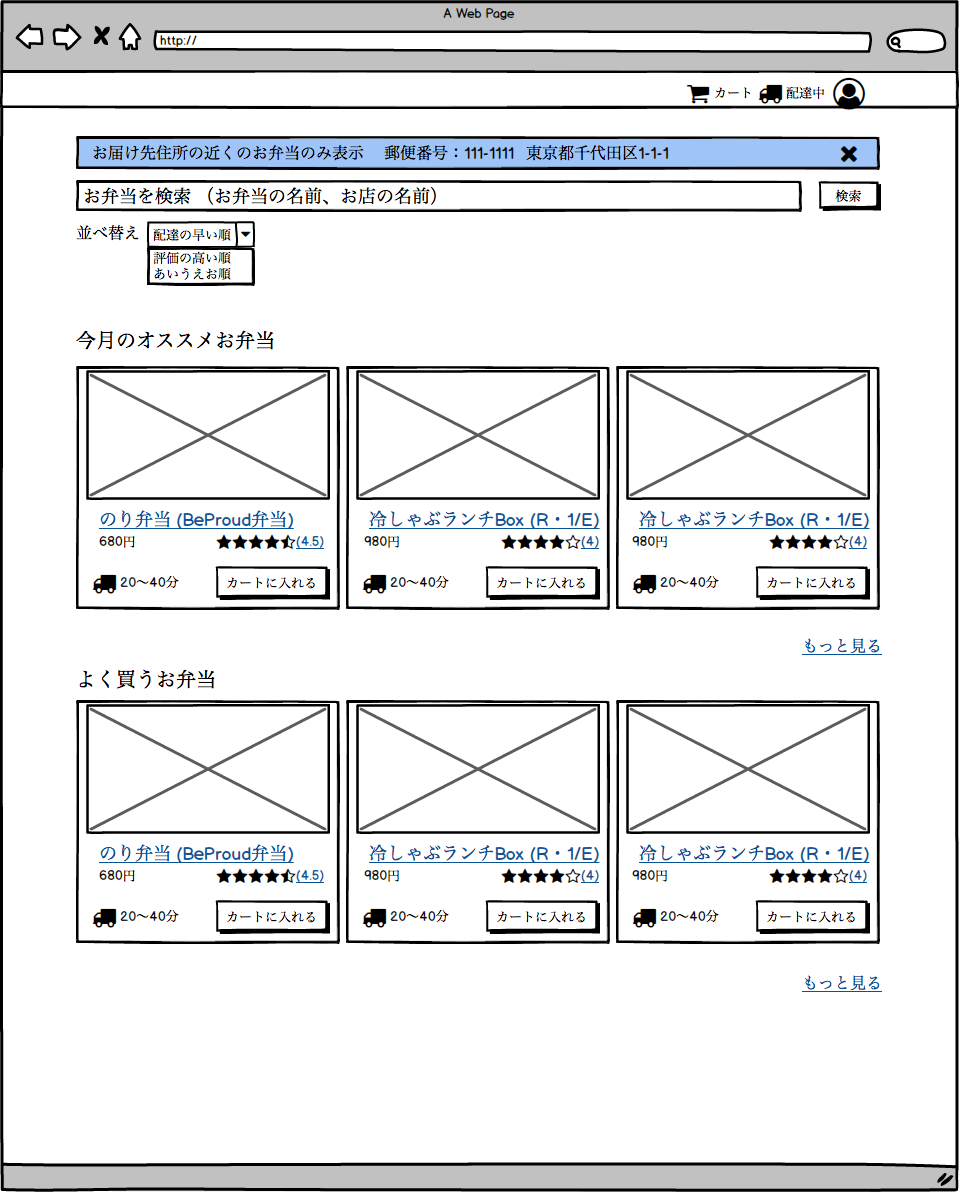 A Web Page
http://
カート 配達中
お届け先住所の近くのお弁当のみ表示 郵便番号：111-1111 東京都千代田区1-1-1
お弁当を検索 （お弁当の名前、お店の名前） 検索
並べ替え 配達の早い順
評価の高い順
あいうえお順
今月のオススメお弁当
のり弁当 (BeProud弁当) 冷しゃぶランチBox (R・1/E) 冷しゃぶランチBox (R・1/E)
680円 (4.5) 980円 (4) 980円 (4)
20〜40分 カートに入れる 20〜40分 カートに入れる 20〜40分 カートに入れる
もっと見る
よく買うお弁当
のり弁当 (BeProud弁当) 冷しゃぶランチBox (R・1/E) 冷しゃぶランチBox (R・1/E)
680円 (4.5) 980円 (4) 980円 (4)
20〜40分 カートに入れる 20〜40分 カートに入れる 20〜40分 カートに入れる
もっと見る